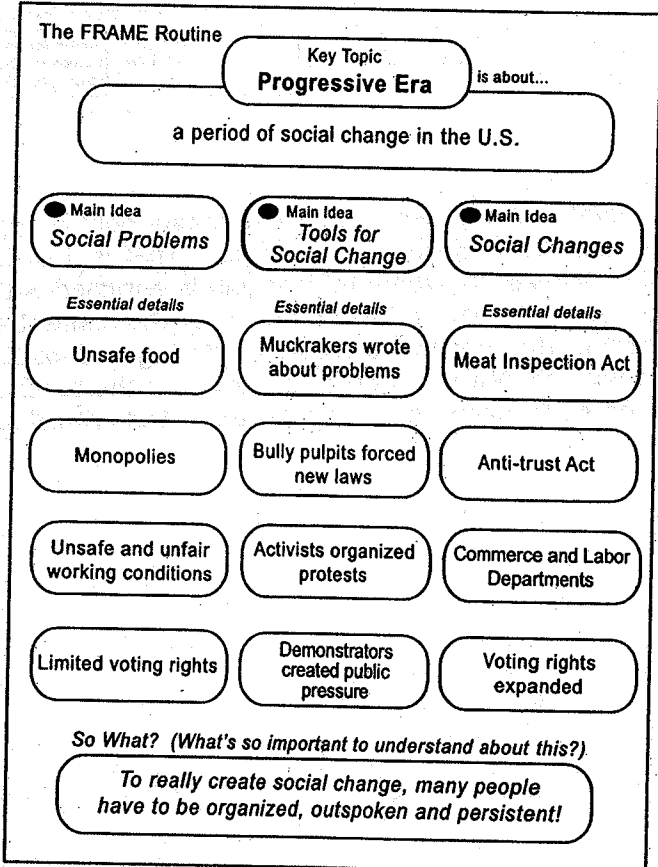 The FRAME Routine
Key Topic
Progressive Era
is about...
a period of social change in the U.S.
Main Idea
Social Problems
Main Idea
Tools for
Social Change
Main Idea
Social Changes
Essential details
Essential details
Essential details
Unsafe food
Muckrakers wrote
about problems
Meat Inspection Act
Monopolies
Bully pulpits forced
new laws
Anti-trust Act
Unsafe and unfair
working conditions
Activists organized
protests
Commerce and Labor
Departments
Limited voting rights
Demonstrators
created public
pressure
Voting rights
expanded
So What? (What's so important to understand about this?)
To really create social change, many people
have to be organized, outspoken and persistent!